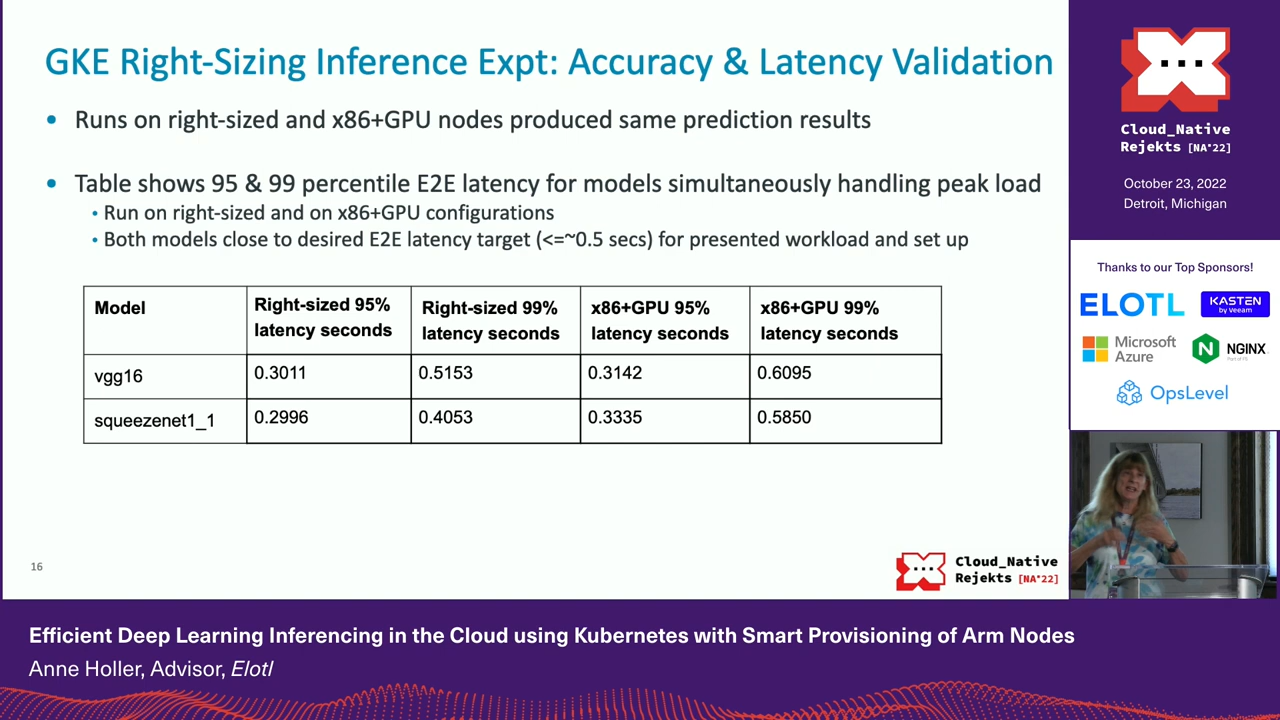 GKE Right-Sizing Inference Expt: Accuracy & Latency Validation
• Runs on right-sized and x86+GPU nodes produced same prediction results
• Table shows 95 & 99 percentile E2E latency for models simultaneously handling peak load
• Run on right-sized and on x86+GPU configurations
• Both models close to desired E2E latency target (<=~0.5 secs) for presented workload and set up
Model
Right-sized 95% latency seconds
Right-sized 99% latency seconds
x86+GPU 95% latency seconds
x86+GPU 99% latency seconds
vgg16 0.3011 0.5153 0.3142 0.6095
squeezenet1_1 0.2996 0.4053 0.3335 0.5850
16
Cloud_Native
Rejekts [NA'22]
Cloud_Native
Rejekts [NA'22]
October 23, 2022
Detroit, Michigan
Thanks to our Top Sponsors!
ELOTL
KASTEN
by Veeam
Microsoft
Azure
NGINX
OpsLevel
Efficient Deep Learning Inferencing in the Cloud using Kubernetes with Smart Provisioning of Arm Nodes
Anne Holler, Advisor, Elotl